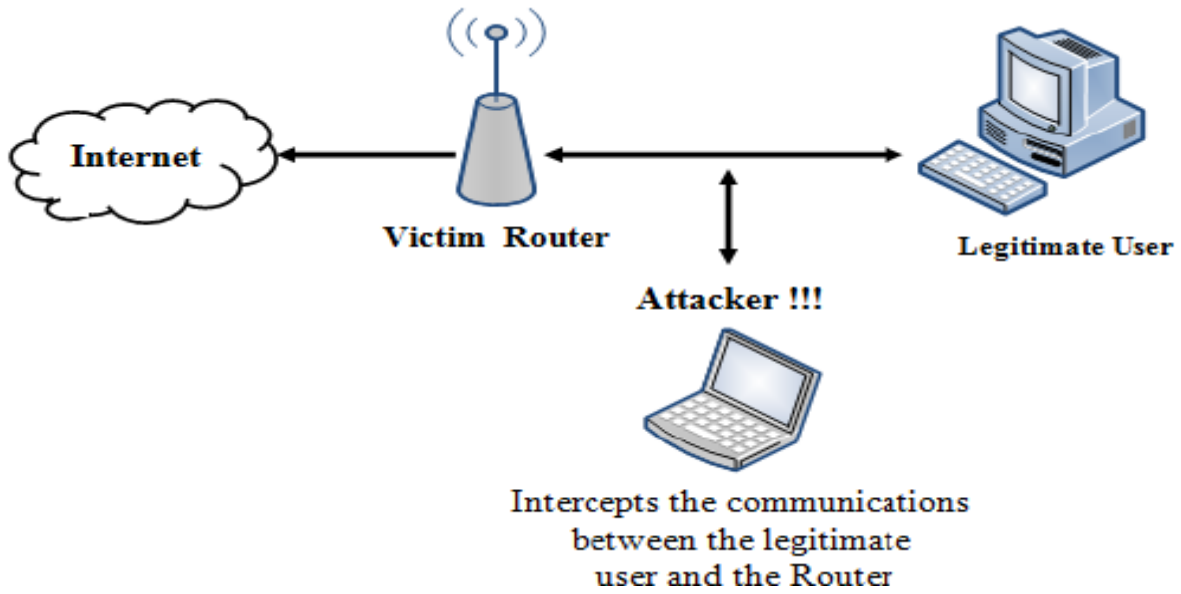 Internet
Victim Router
Legitimate User
Attacker !!!
Intercepts the communications
between the legitimate
user and the Router